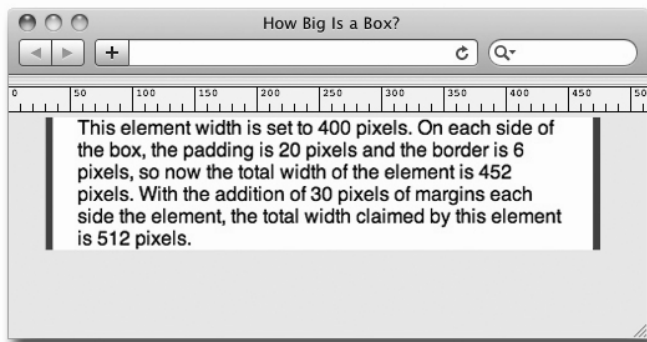 How Big Is a Box?
0 50 100 150 200 250 300 350 400 450 500
This element width is set to 400 pixels. On each side of
the box, the padding is 20 pixels and the border is 6
pixels, so now the total width of the element is 452
pixels. With the addition of 30 pixels of margins each
side the element, the total width claimed by this element
is 512 pixels.